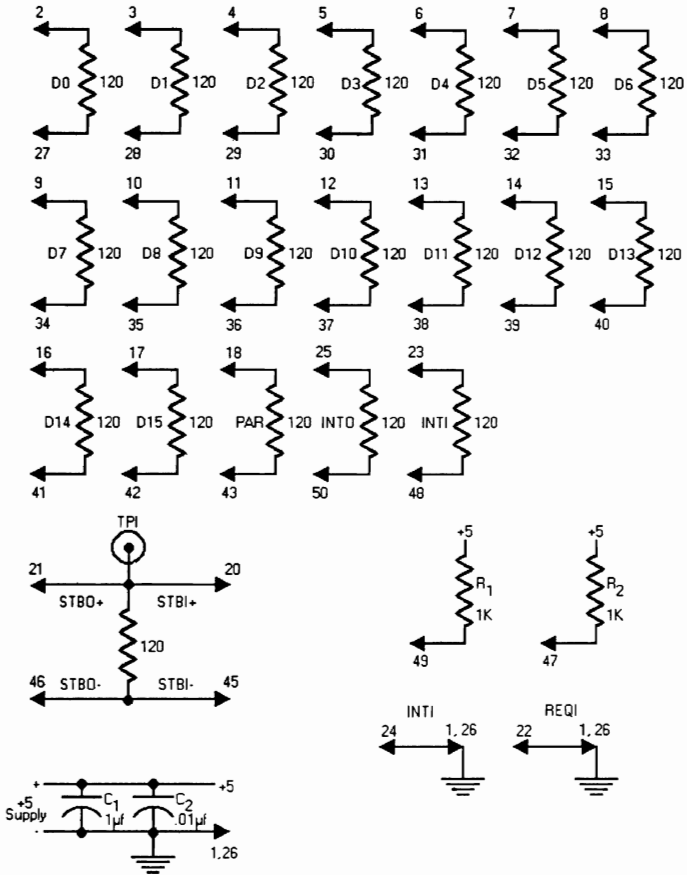 2 3 4 5 6 7 8
D0 120 D1 120 D2 120 D3 120 D4 120 D5 120 D6 120
27 28 29 30 31 32 33
9 10 11 12 13 14 15
D7 120 D8 120 D9 120 D10 120 D11 120 D12 120 D13 120
34 35 36 37 38 39 40
16 17 18 25 23
D14 120 D15 120 PAR 120 INTO 120 INTI 120
41 42 43 50 48
TPI +5 +5
21 20
STBO+ STBI+ R1 R2
1K 1K
120
49 47
46 STBO- STBI- 45
INTI REQI
24 1,26 22 1,26
+ +5
+5 Supply C1 C2
1µf .01µf
-
1,26